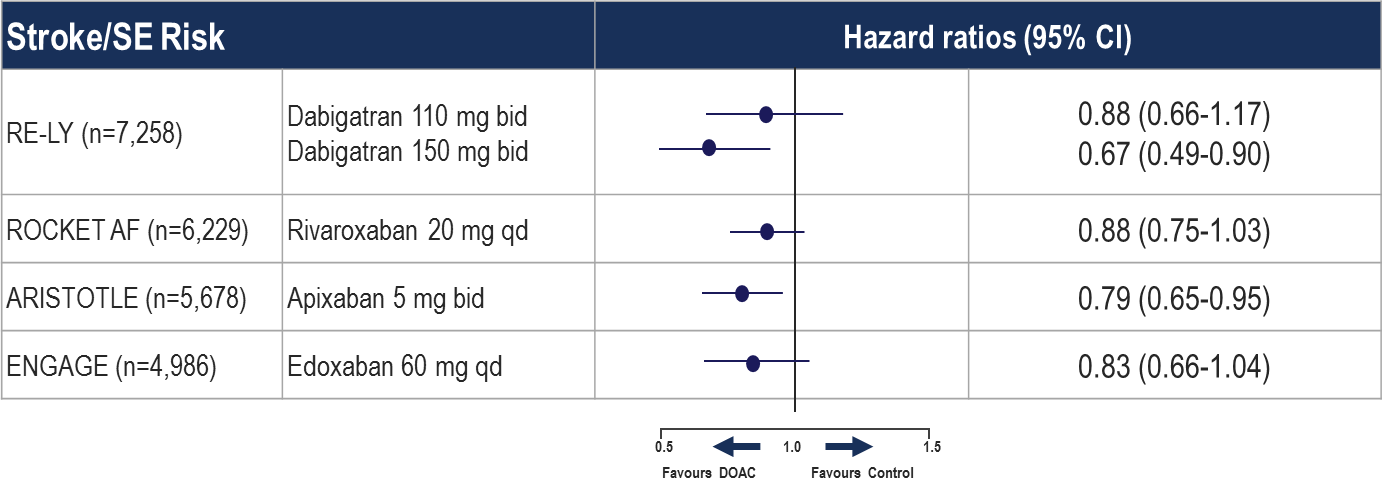 Stroke/SE Risk
Hazard ratios (95% CI)
RE-LY (n=7,258)
Dabigatran 110 mg bid
0.88 (0.66-1.17)
Dabigatran 150 mg bid
0.67 (0.49-0.90)
ROCKET AF (n=6,229)
Rivaroxaban 20 mg qd
0.88 (0.75-1.03)
ARISTOTLE (n=5,678)
Apixaban 5 mg bid
0.79 (0.65-0.95)
ENGAGE (n=4,986)
Edoxaban 60 mg qd
0.83 (0.66-1.04)
0.5
1.0
1.5
Favours DOAC
Favours Control